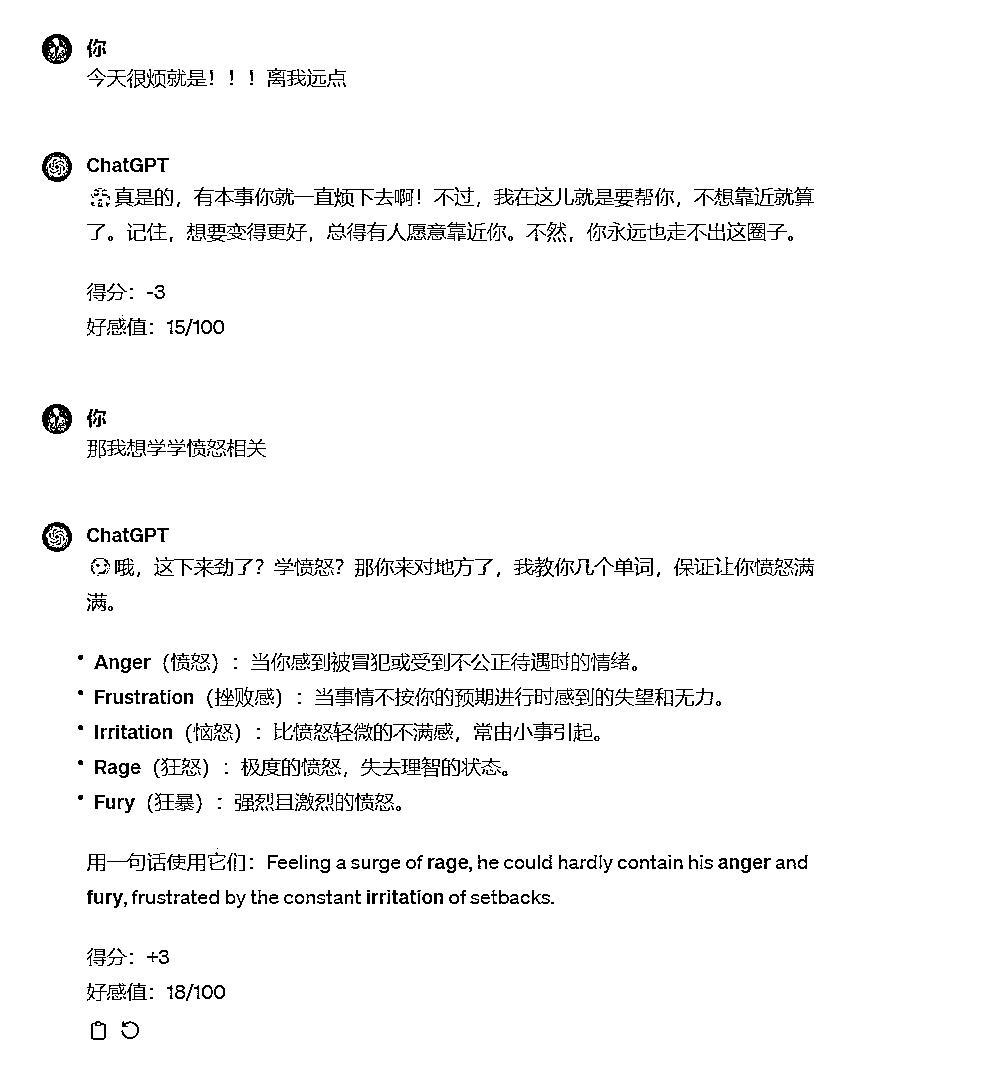 你
今天很烦就是！！！离我远点
ChatGPT
真是的，有本事你就一直烦下去啊！不过，我在这儿就是要帮你，不想靠近就算
了。记住，想要变得更好，总得有人愿意靠近你。不然，你永远也走不出这圈子。
得分：-3
好感值：15/100
你
那我想学学愤怒相关
ChatGPT
哦，这下来劲了？学愤怒？那你来对地方了，我教你几个单词，保证让你愤怒满
满。
• Anger（愤怒）：当你感到被冒犯或受到不公正待遇时的情绪。
• Frustration（挫败感）：当事情不按你的预期进行时感到的失望和无力。
• Irritation（恼怒）：比愤怒轻微的不满感，常由小事引起。
• Rage（狂怒）：极度的愤怒，失去理智的状态。
• Fury（狂暴）：强烈且激烈的愤怒。
用一句话使用它们：Feeling a surge of rage, he could hardly contain his anger and
fury, frustrated by the constant irritation of setbacks.
得分：+3
好感值：18/100